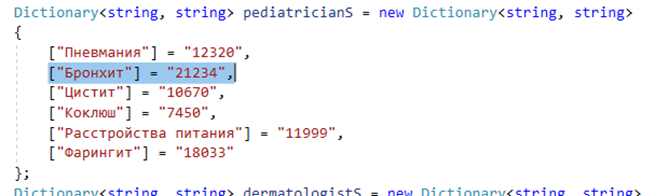 Dictionary<string, string> pediatricianS = new Dictionary<string, string>
{
["Пневмания"] = "12320",
["Бронхит"] = "21234",
["Цистит"] = "10670",
["Коклюш"] = "7450",
["Расстройства питания"] = "11999",
["Фарингит"] = "18033"
};
Dictionary<string, string> dermatologistS = new Dictionary<string, string>